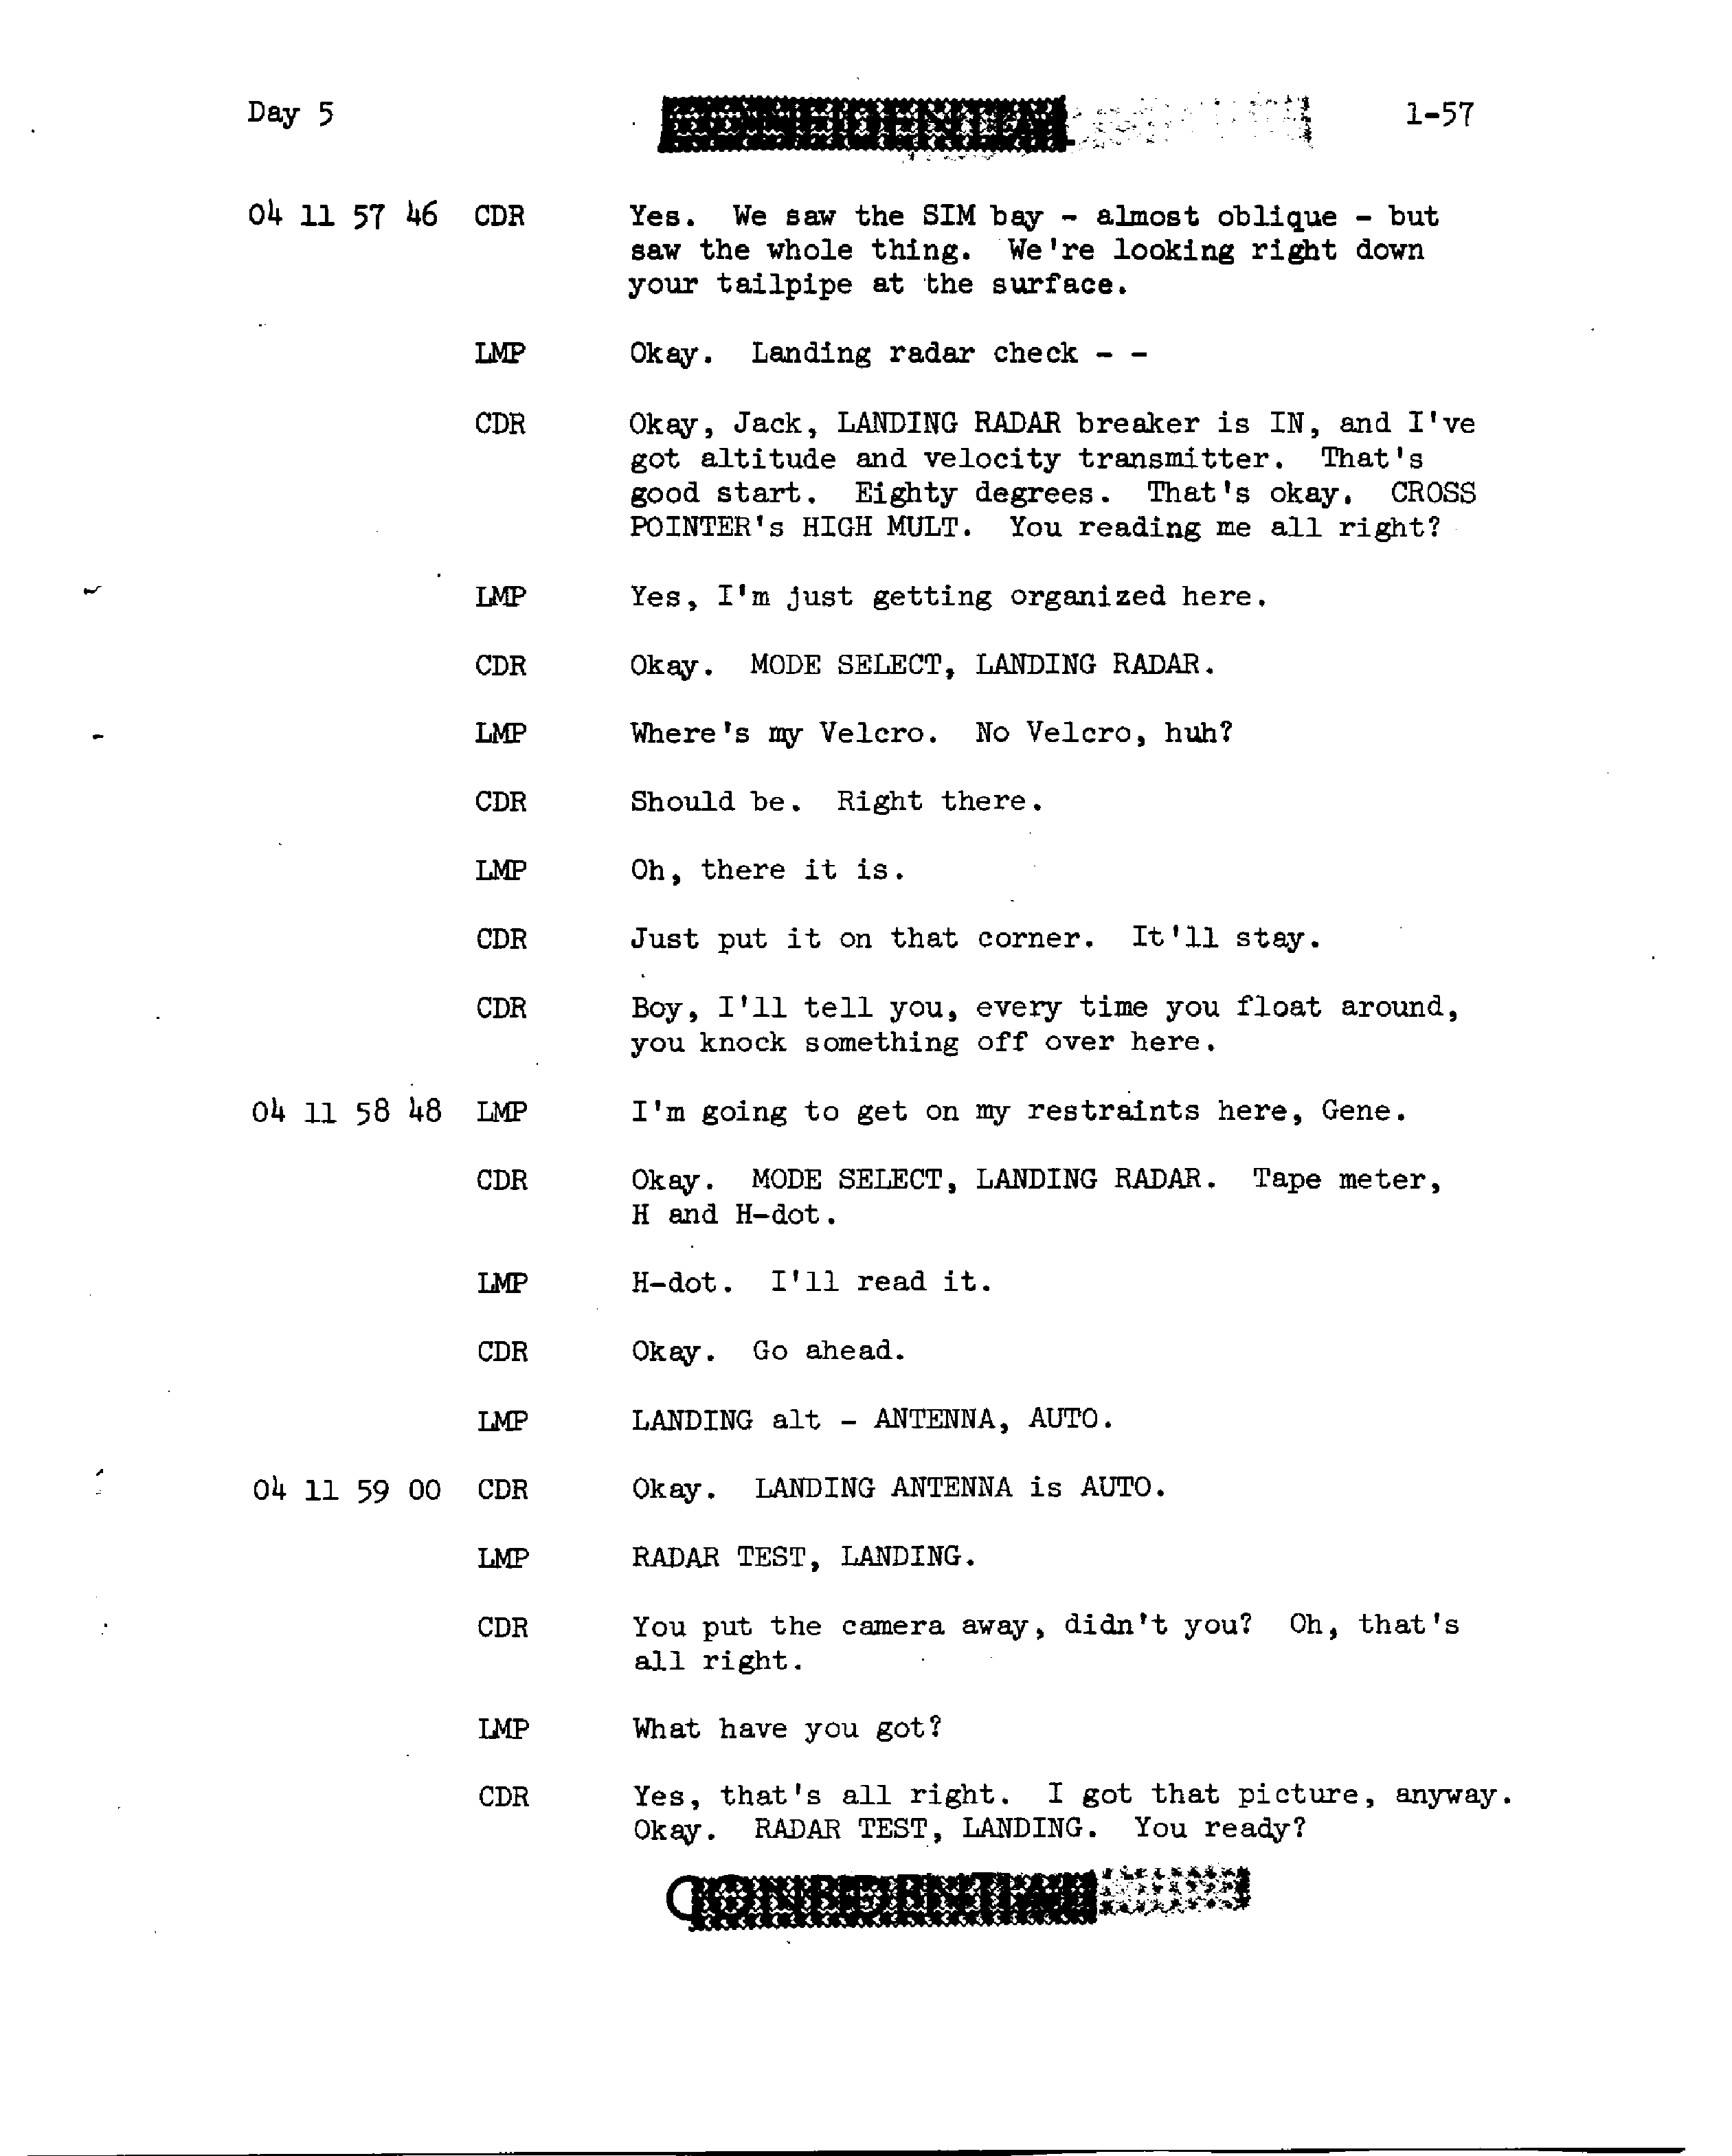 Day 5
CONFIDENTIAL
1-57
04 11 57 46 CDR Yes. We saw the SIM bay - almost oblique - but
saw the whole thing. We're looking right down
your tailpipe at the surface.
LMP Okay. Landing radar check - -
CDR Okay, Jack, LANDING RADAR breaker is IN, and I've
got altitude and velocity transmitter. That's
good start. Eighty degrees. That's okay. CROSS
POINTER's HIGH MULT. You reading me all right?
LMP Yes, I'm just getting organized here.
CDR Okay. MODE SELECT, LANDING RADAR.
LMP Where's my Velcro. No Velcro, huh?
CDR Should be. Right there.
LMP Oh, there it is.
CDR Just put it on that corner. It'll stay.
CDR Boy, I'll tell you, every time you float around,
you knock something off over here.
04 11 58 48 LMP I'm going to get on my restraints here, Gene.
CDR Okay. MODE SELECT, LANDING RADAR. Tape meter,
H and H-dot.
LMP H-dot. I'll read it.
CDR Okay. Go ahead.
LMP LANDING alt - ANTENNA, AUTO.
04 11 59 00 CDR Okay. LANDING ANTENNA is AUTO.
LMP RADAR TEST, LANDING.
CDR You put the camera away, didn't you? Oh, that's
all right.
LMP What have you got?
CDR Yes, that's all right. I got that picture, anyway.
Okay. RADAR TEST, LANDING. You ready?
CONFIDENTIAL